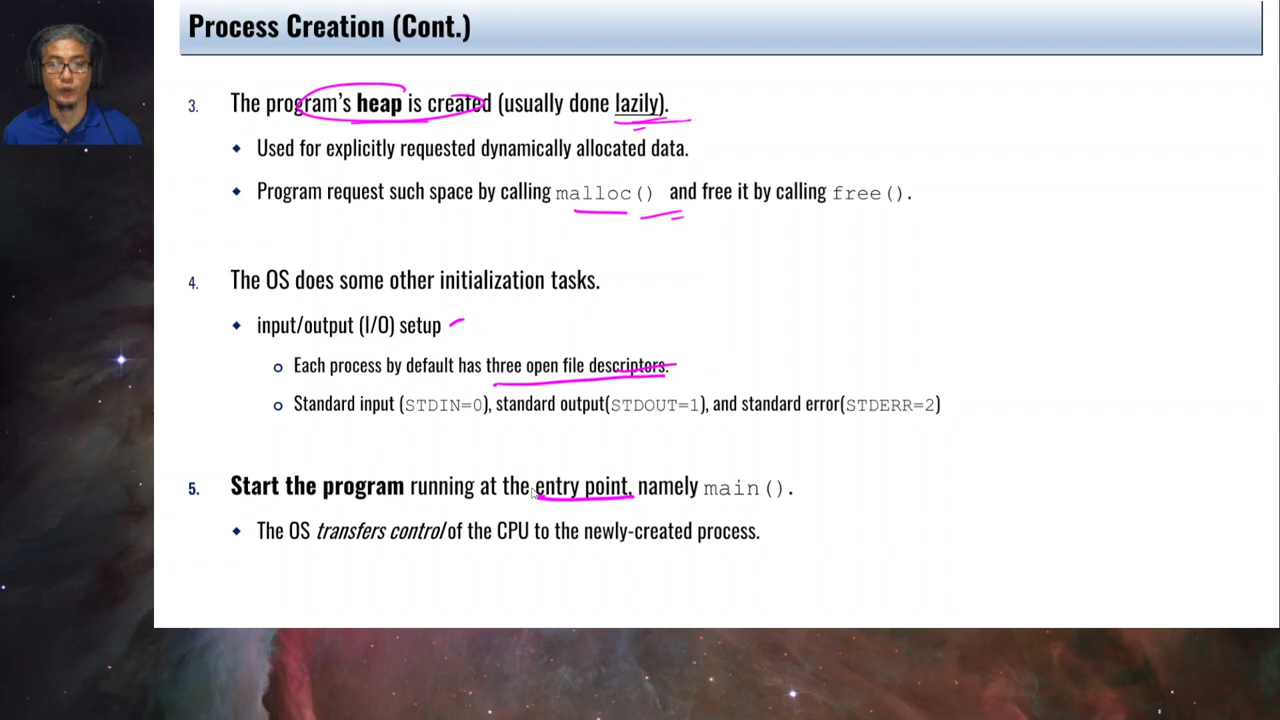 Process Creation (Cont.)
3. The program's heap is created (usually done lazily).
◆ Used for explicitly requested dynamically allocated data.
◆ Program request such space by calling malloc() and free it by calling free().
4. The OS does some other initialization tasks.
◆ input/output (I/O) setup
○ Each process by default has three open file descriptors.
○ Standard input (STDIN=0), standard output(STDOUT=1), and standard error(STDERR=2)
5. Start the program running at the entry point, namely main().
◆ The OS transfers control of the CPU to the newly-created process.